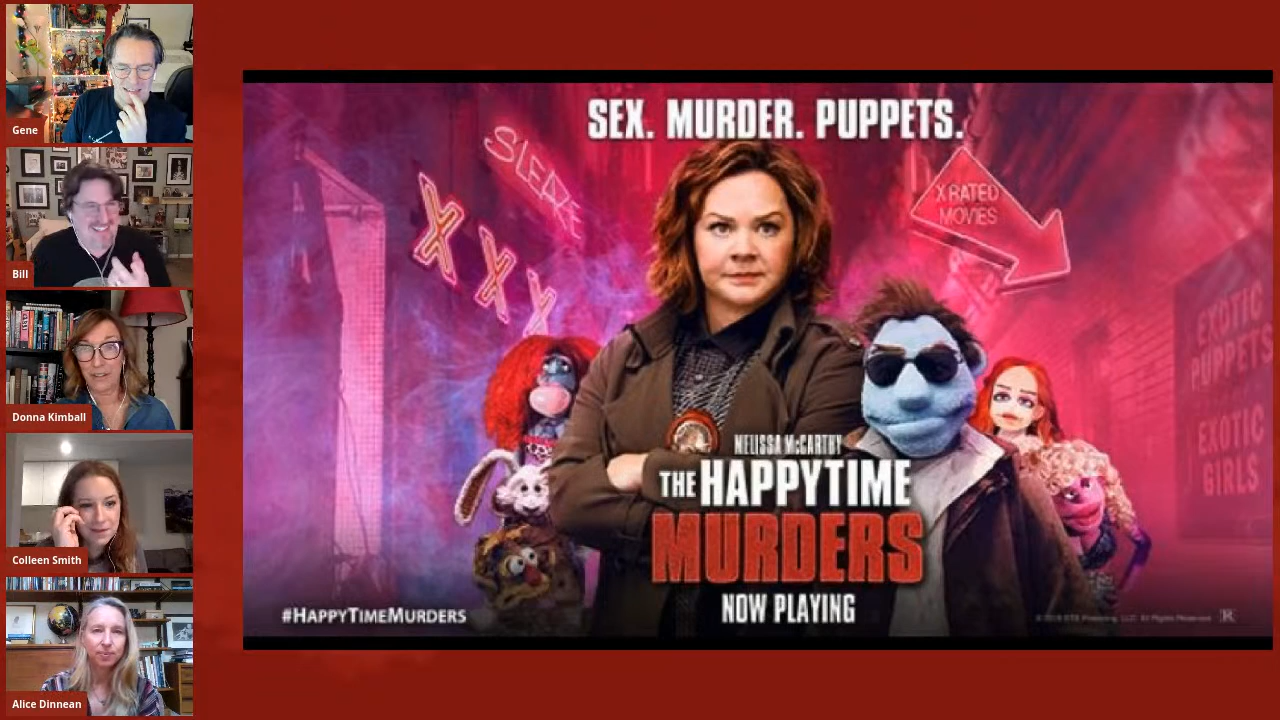 Gene
Bill
Donna Kimball
Colleen Smith
Alice Dinnean
SEX. MURDER. PUPPETS.
SLEAZE
XXX
X RATED
MOVIES
EXOTIC
PUPPETS
EXOTIC
GIRLS
MELISSA McCARTHY
THE HAPPYTIME
MURDERS
NOW PLAYING
#HAPPYTIMEMURDERS
R